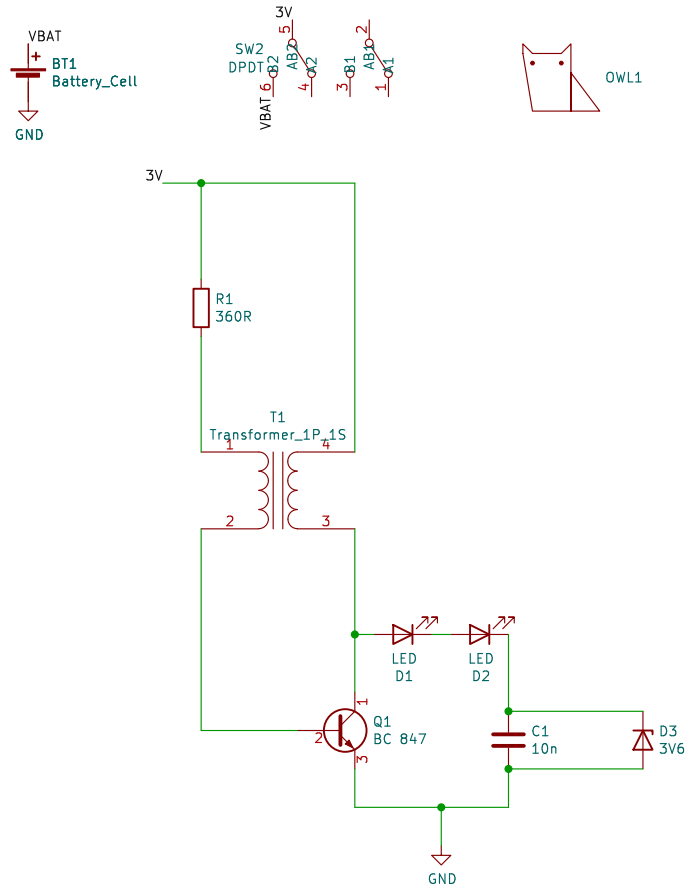 VBAT
+
BT1
Battery_Cell
GND
SW2
DPDT
3V
5
AB2
B2
A2
6
4
VBAT
2
AB1
B1
A1
3
1
OWL1
3V
R1
360R
T1
Transformer_1P_1S
1
4
2
3
LED
D1
LED
D2
1
2
3
Q1
BC 847
C1
10n
D3
3V6
GND